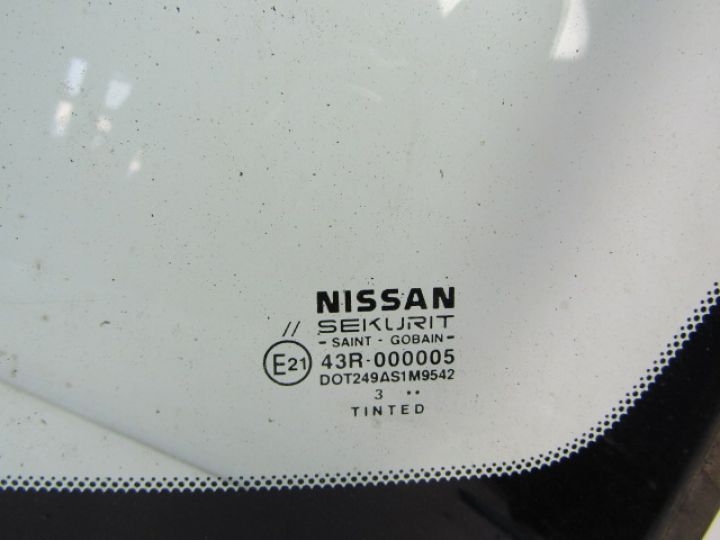 NISSAN
// SEKURIT
- SAINT - GOBAIN -
E21 43R-000005
DOT249AS1M9542
3 ..
TINTED